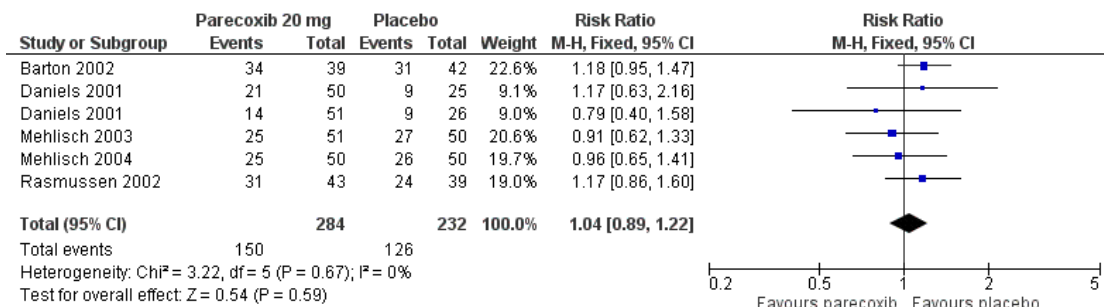 Parecoxib 20 mg Placebo Risk Ratio Risk Ratio
Study or Subgroup Events Total Events Total Weight M-H, Fixed, 95% CI M-H, Fixed, 95% CI
Barton 2002 34 39 31 42 22.6% 1.18 [0.95, 1.47]
Daniels 2001 21 50 9 25 9.1% 1.17 [0.63, 2.16]
Daniels 2001 14 51 9 26 9.0% 0.79 [0.40, 1.58]
Mehlisch 2003 25 51 27 50 20.6% 0.91 [0.62, 1.33]
Mehlisch 2004 25 50 26 50 19.7% 0.96 [0.65, 1.41]
Rasmussen 2002 31 43 24 39 19.0% 1.17 [0.86, 1.60]
Total (95% CI) 284 232 100.0% 1.04 [0.89, 1.22]
Total events 150 126
Heterogeneity: Chi² = 3.22, df = 5 (P = 0.67); I² = 0%
Test for overall effect: Z = 0.54 (P = 0.59)
0.2 0.5 1 2 5
Favours parecoxib Favours placebo